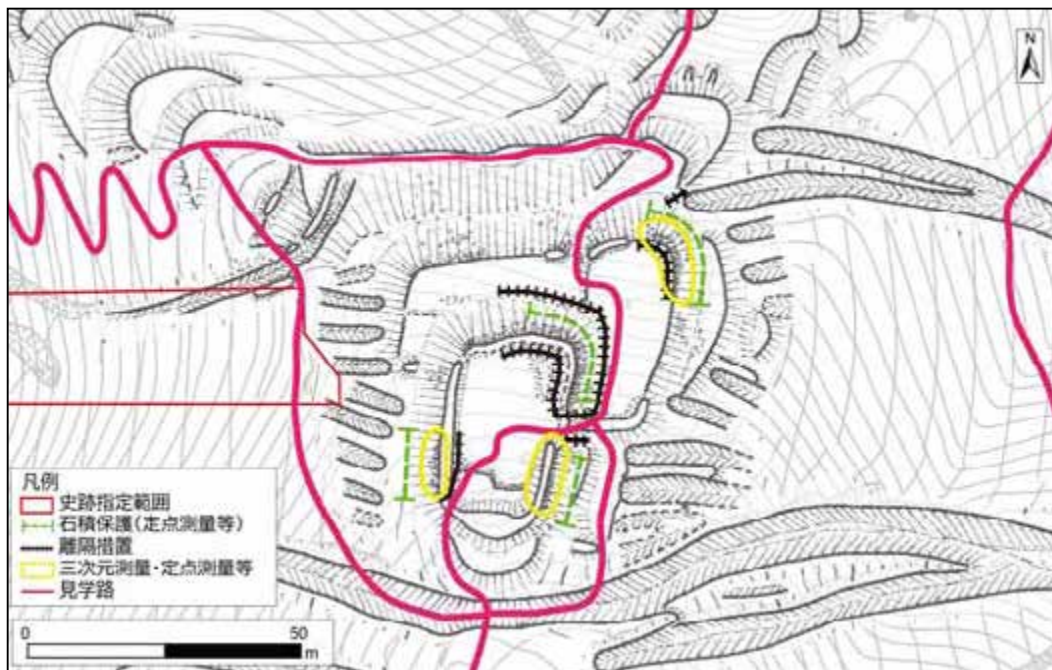 N
凡例
史跡指定範囲
石積保護(定点測量等)
離隔措置
三次元測量・定点測量等
見学路
0 50
m